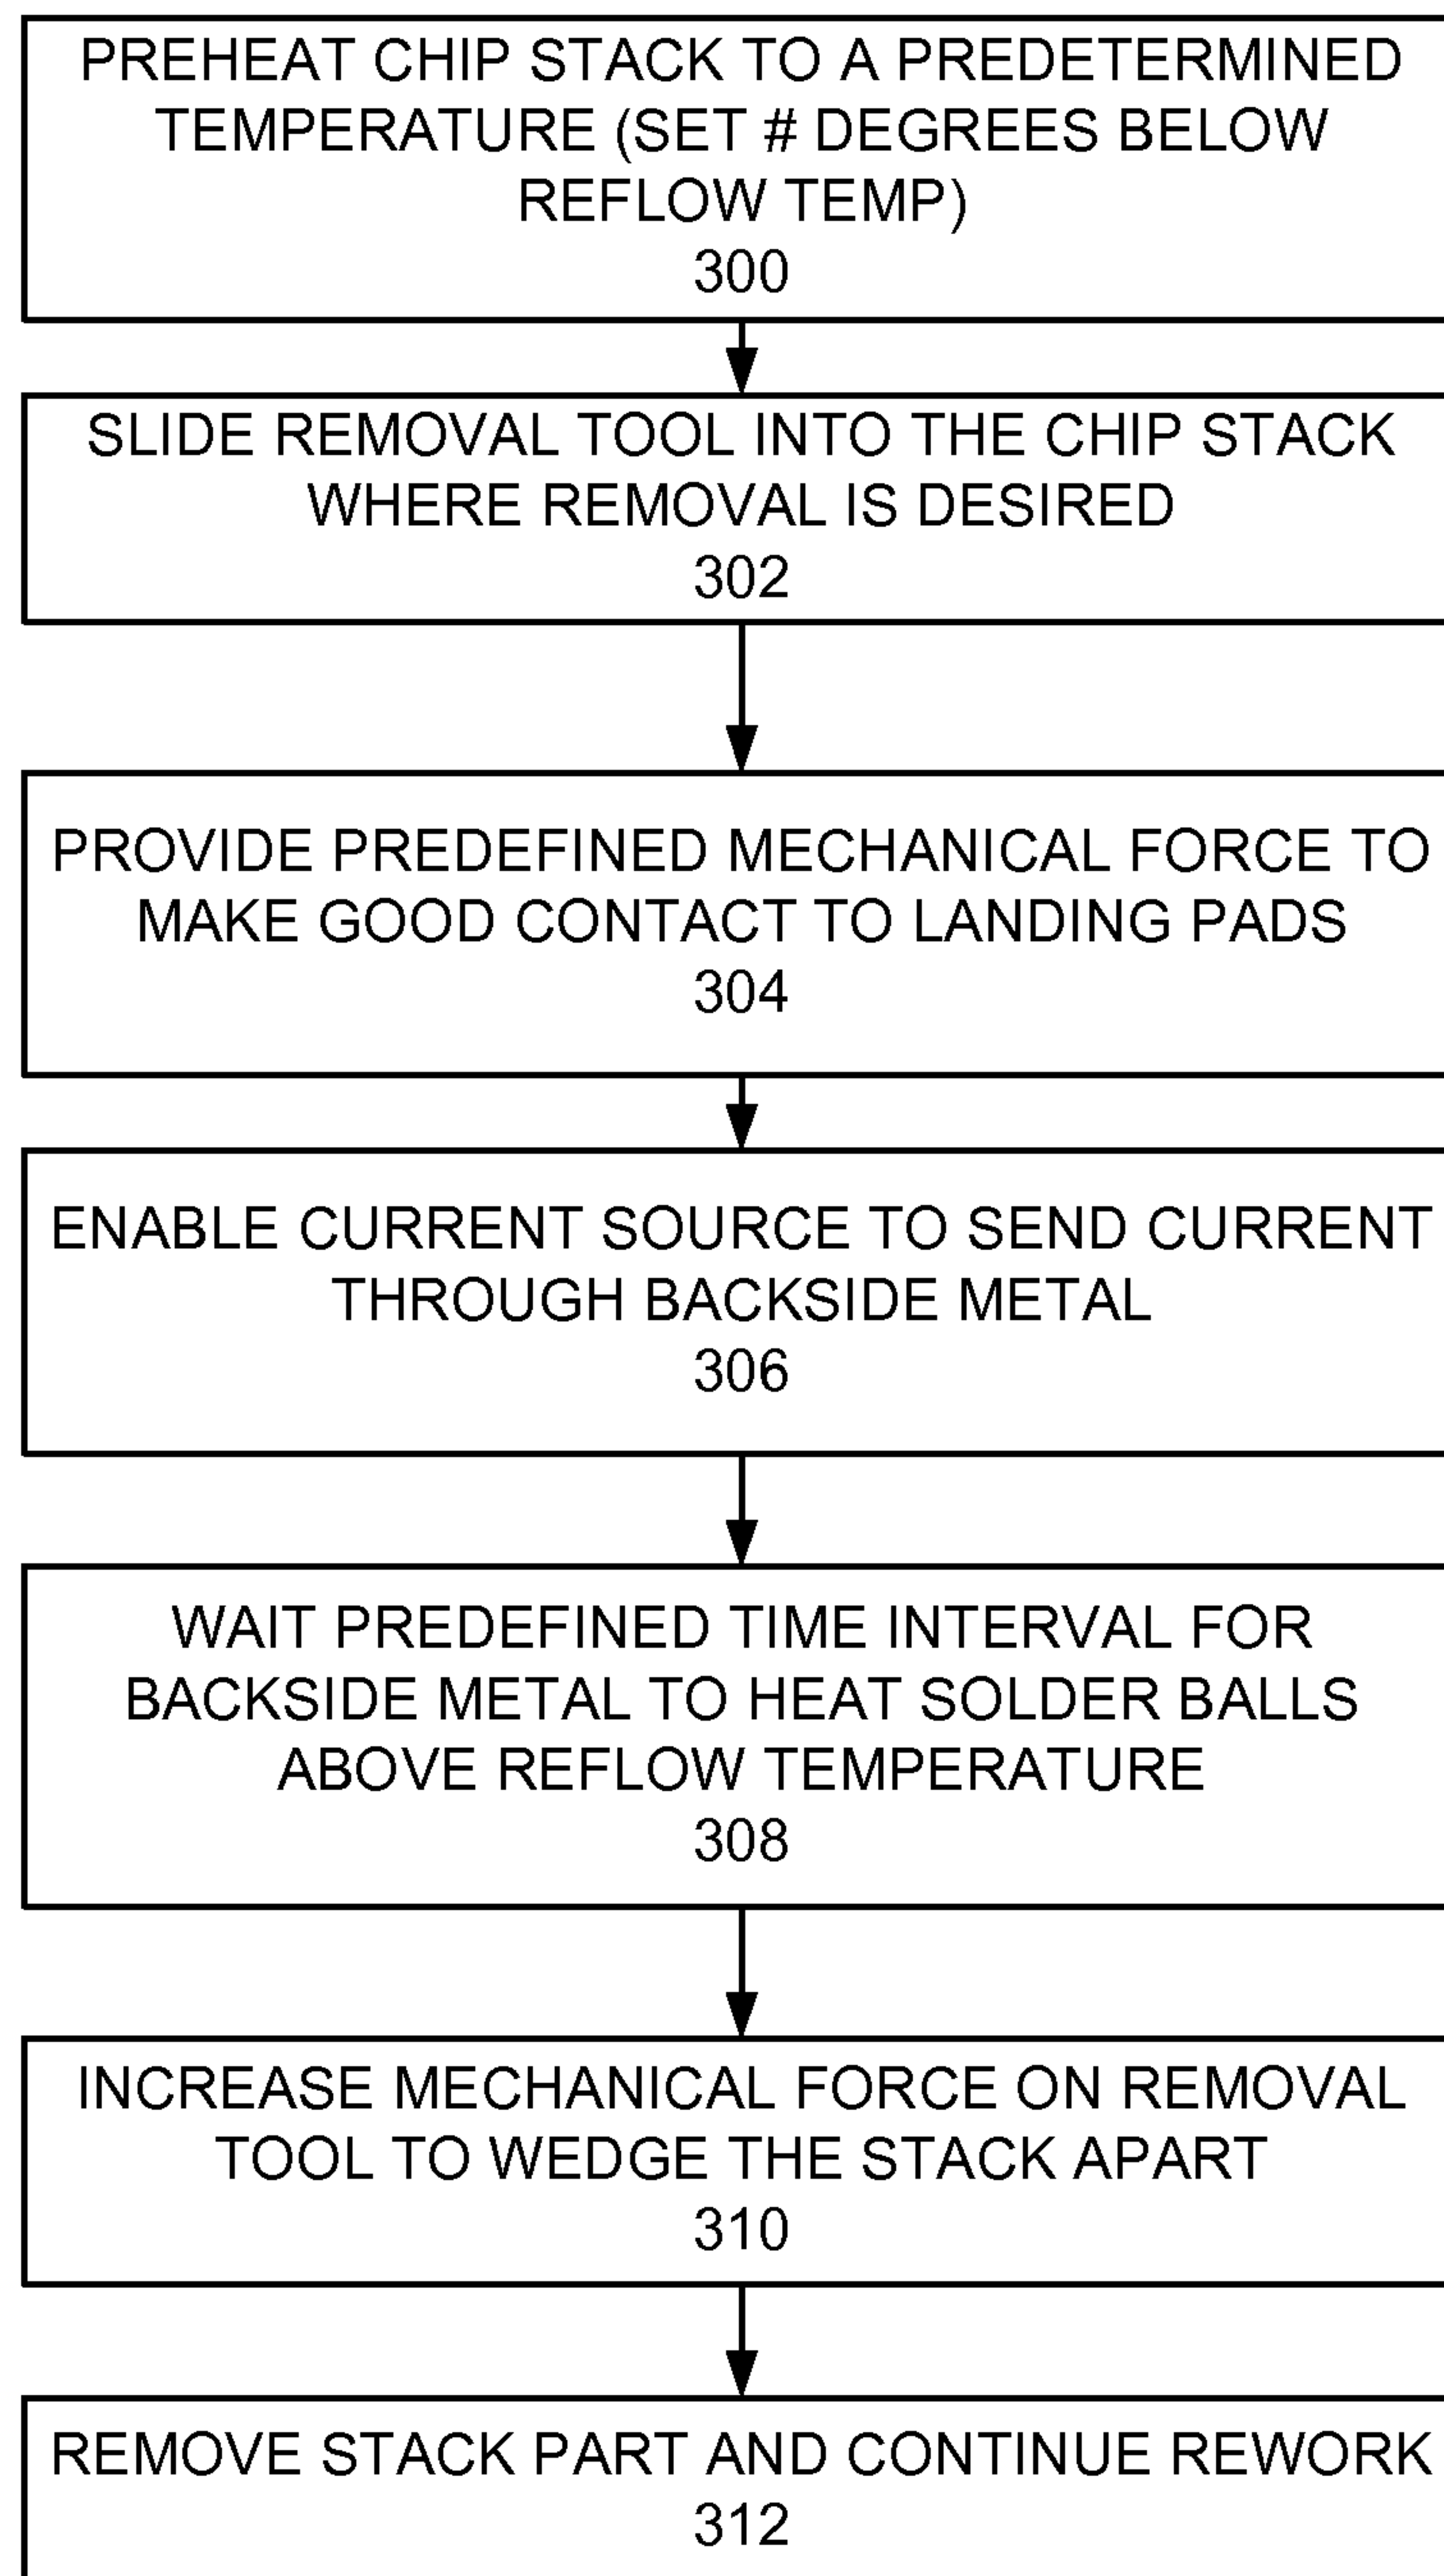 PREHEAT CHIP STACK TO A PREDETERMINED
TEMPERATURE (SET # DEGREES BELOW
REFLOW TEMP)
300
SLIDE REMOVAL TOOL INTO THE CHIP STACK
WHERE REMOVAL IS DESIRED
302
PROVIDE PREDEFINED MECHANICAL FORCE TO
MAKE GOOD CONTACT TO LANDING PADS
304
ENABLE CURRENT SOURCE TO SEND CURRENT
THROUGH BACKSIDE METAL
306
WAIT PREDEFINED TIME INTERVAL FOR
BACKSIDE METAL TO HEAT SOLDER BALLS
ABOVE REFLOW TEMPERATURE
308
INCREASE MECHANICAL FORCE ON REMOVAL
TOOL TO WEDGE THE STACK APART
310
REMOVE STACK PART AND CONTINUE REWORK
312